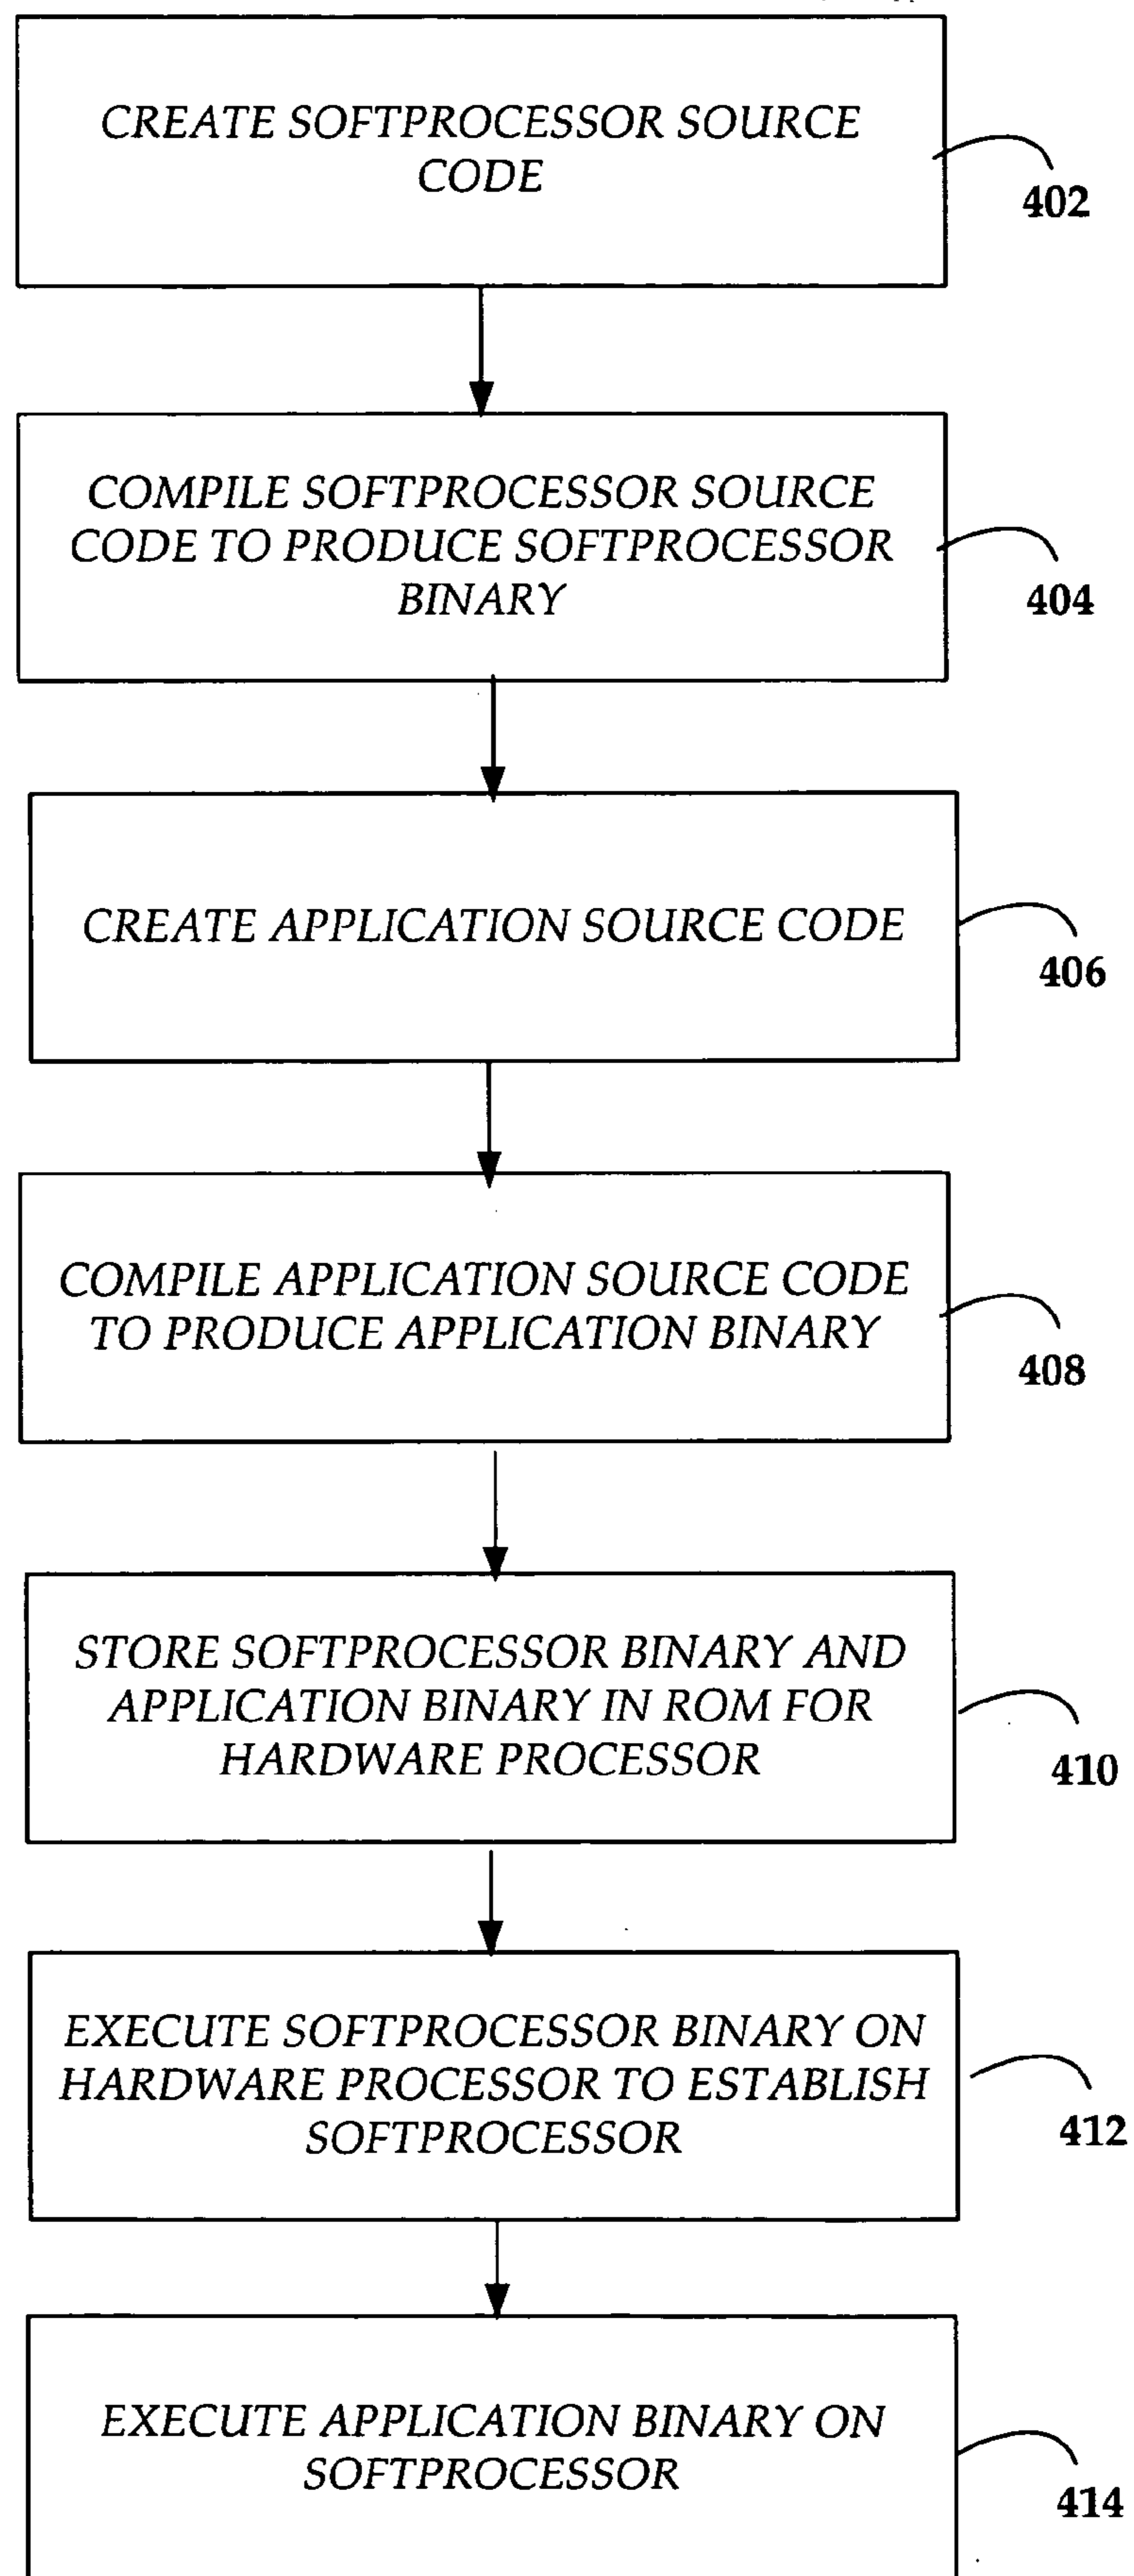 CREATE SOFTPROCESSOR SOURCE
CODE
402
COMPILE SOFTPROCESSOR SOURCE
CODE TO PRODUCE SOFTPROCESSOR
BINARY
404
CREATE APPLICATION SOURCE CODE
406
COMPILE APPLICATION SOURCE CODE
TO PRODUCE APPLICATION BINARY
408
STORE SOFTPROCESSOR BINARY AND
APPLICATION BINARY IN ROM FOR
HARDWARE PROCESSOR
410
EXECUTE SOFTPROCESSOR BINARY ON
HARDWARE PROCESSOR TO ESTABLISH
SOFTPROCESSOR
412
EXECUTE APPLICATION BINARY ON
SOFTPROCESSOR
414